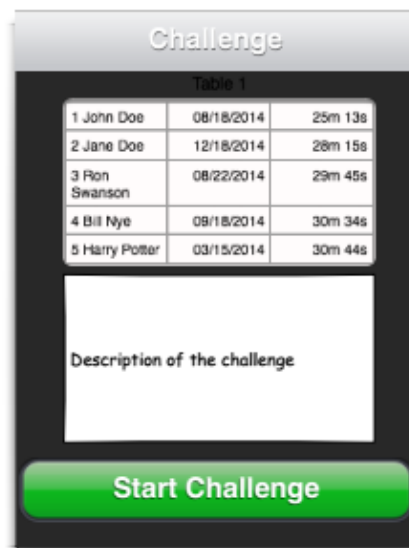 Challenge
Table 1
1 John Doe 08/18/2014 25m 13s
2 Jane Doe 12/18/2014 28m 15s
3 Ron 08/22/2014 29m 45s
Swanson
4 Bill Nye 09/18/2014 30m 34s
5 Harry Potter 03/15/2014 30m 44s
Description of the challenge
Start Challenge